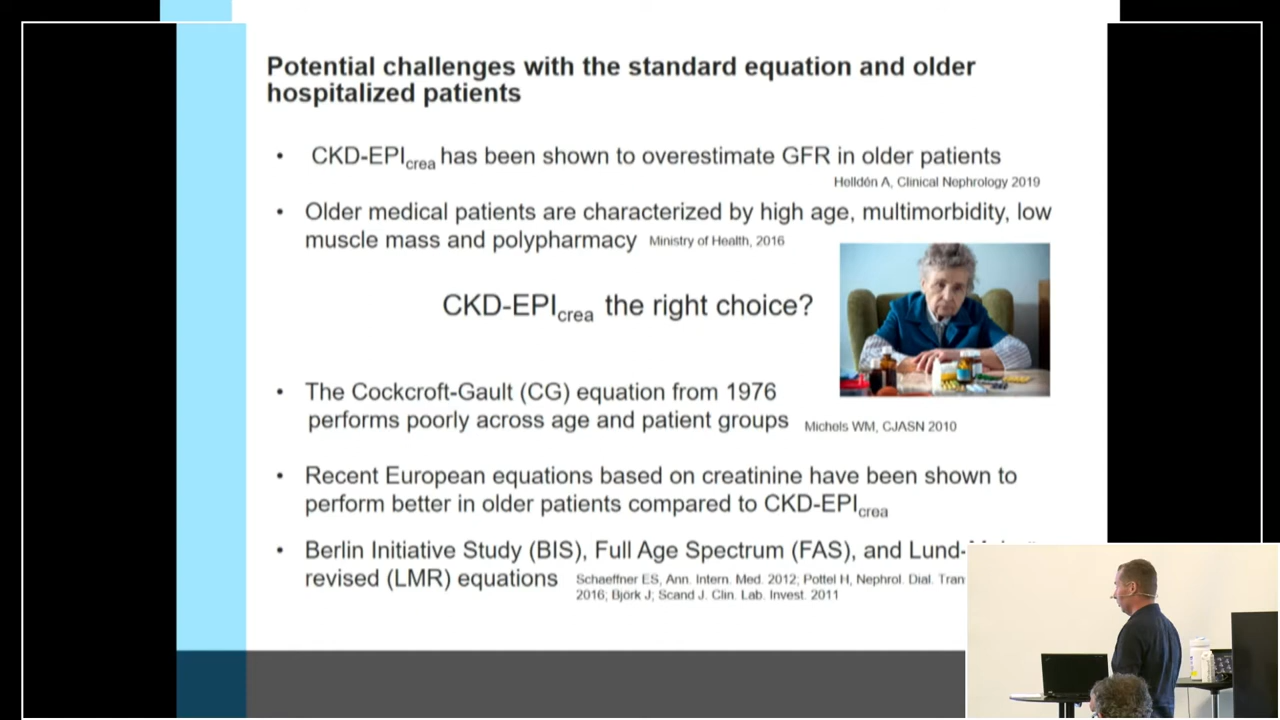 Potential challenges with the standard equation and older
hospitalized patients
• CKD-EPIcrea has been shown to overestimate GFR in older patients
Helldén A, Clinical Nephrology 2019
• Older medical patients are characterized by high age, multimorbidity, low
muscle mass and polypharmacy Ministry of Health, 2016
CKD-EPIcrea the right choice?
• The Cockcroft-Gault (CG) equation from 1976
performs poorly across age and patient groups Michels WM, CJASN 2010
• Recent European equations based on creatinine have been shown to
perform better in older patients compared to CKD-EPIcrea
• Berlin Initiative Study (BIS), Full Age Spectrum (FAS), and Lund-
revised (LMR) equations Schaeffner ES, Ann. Intern. Med. 2012; Pottel H, Nephrol. Dial. Tran
2016; Björk J; Scand J. Clin. Lab. Invest. 2011